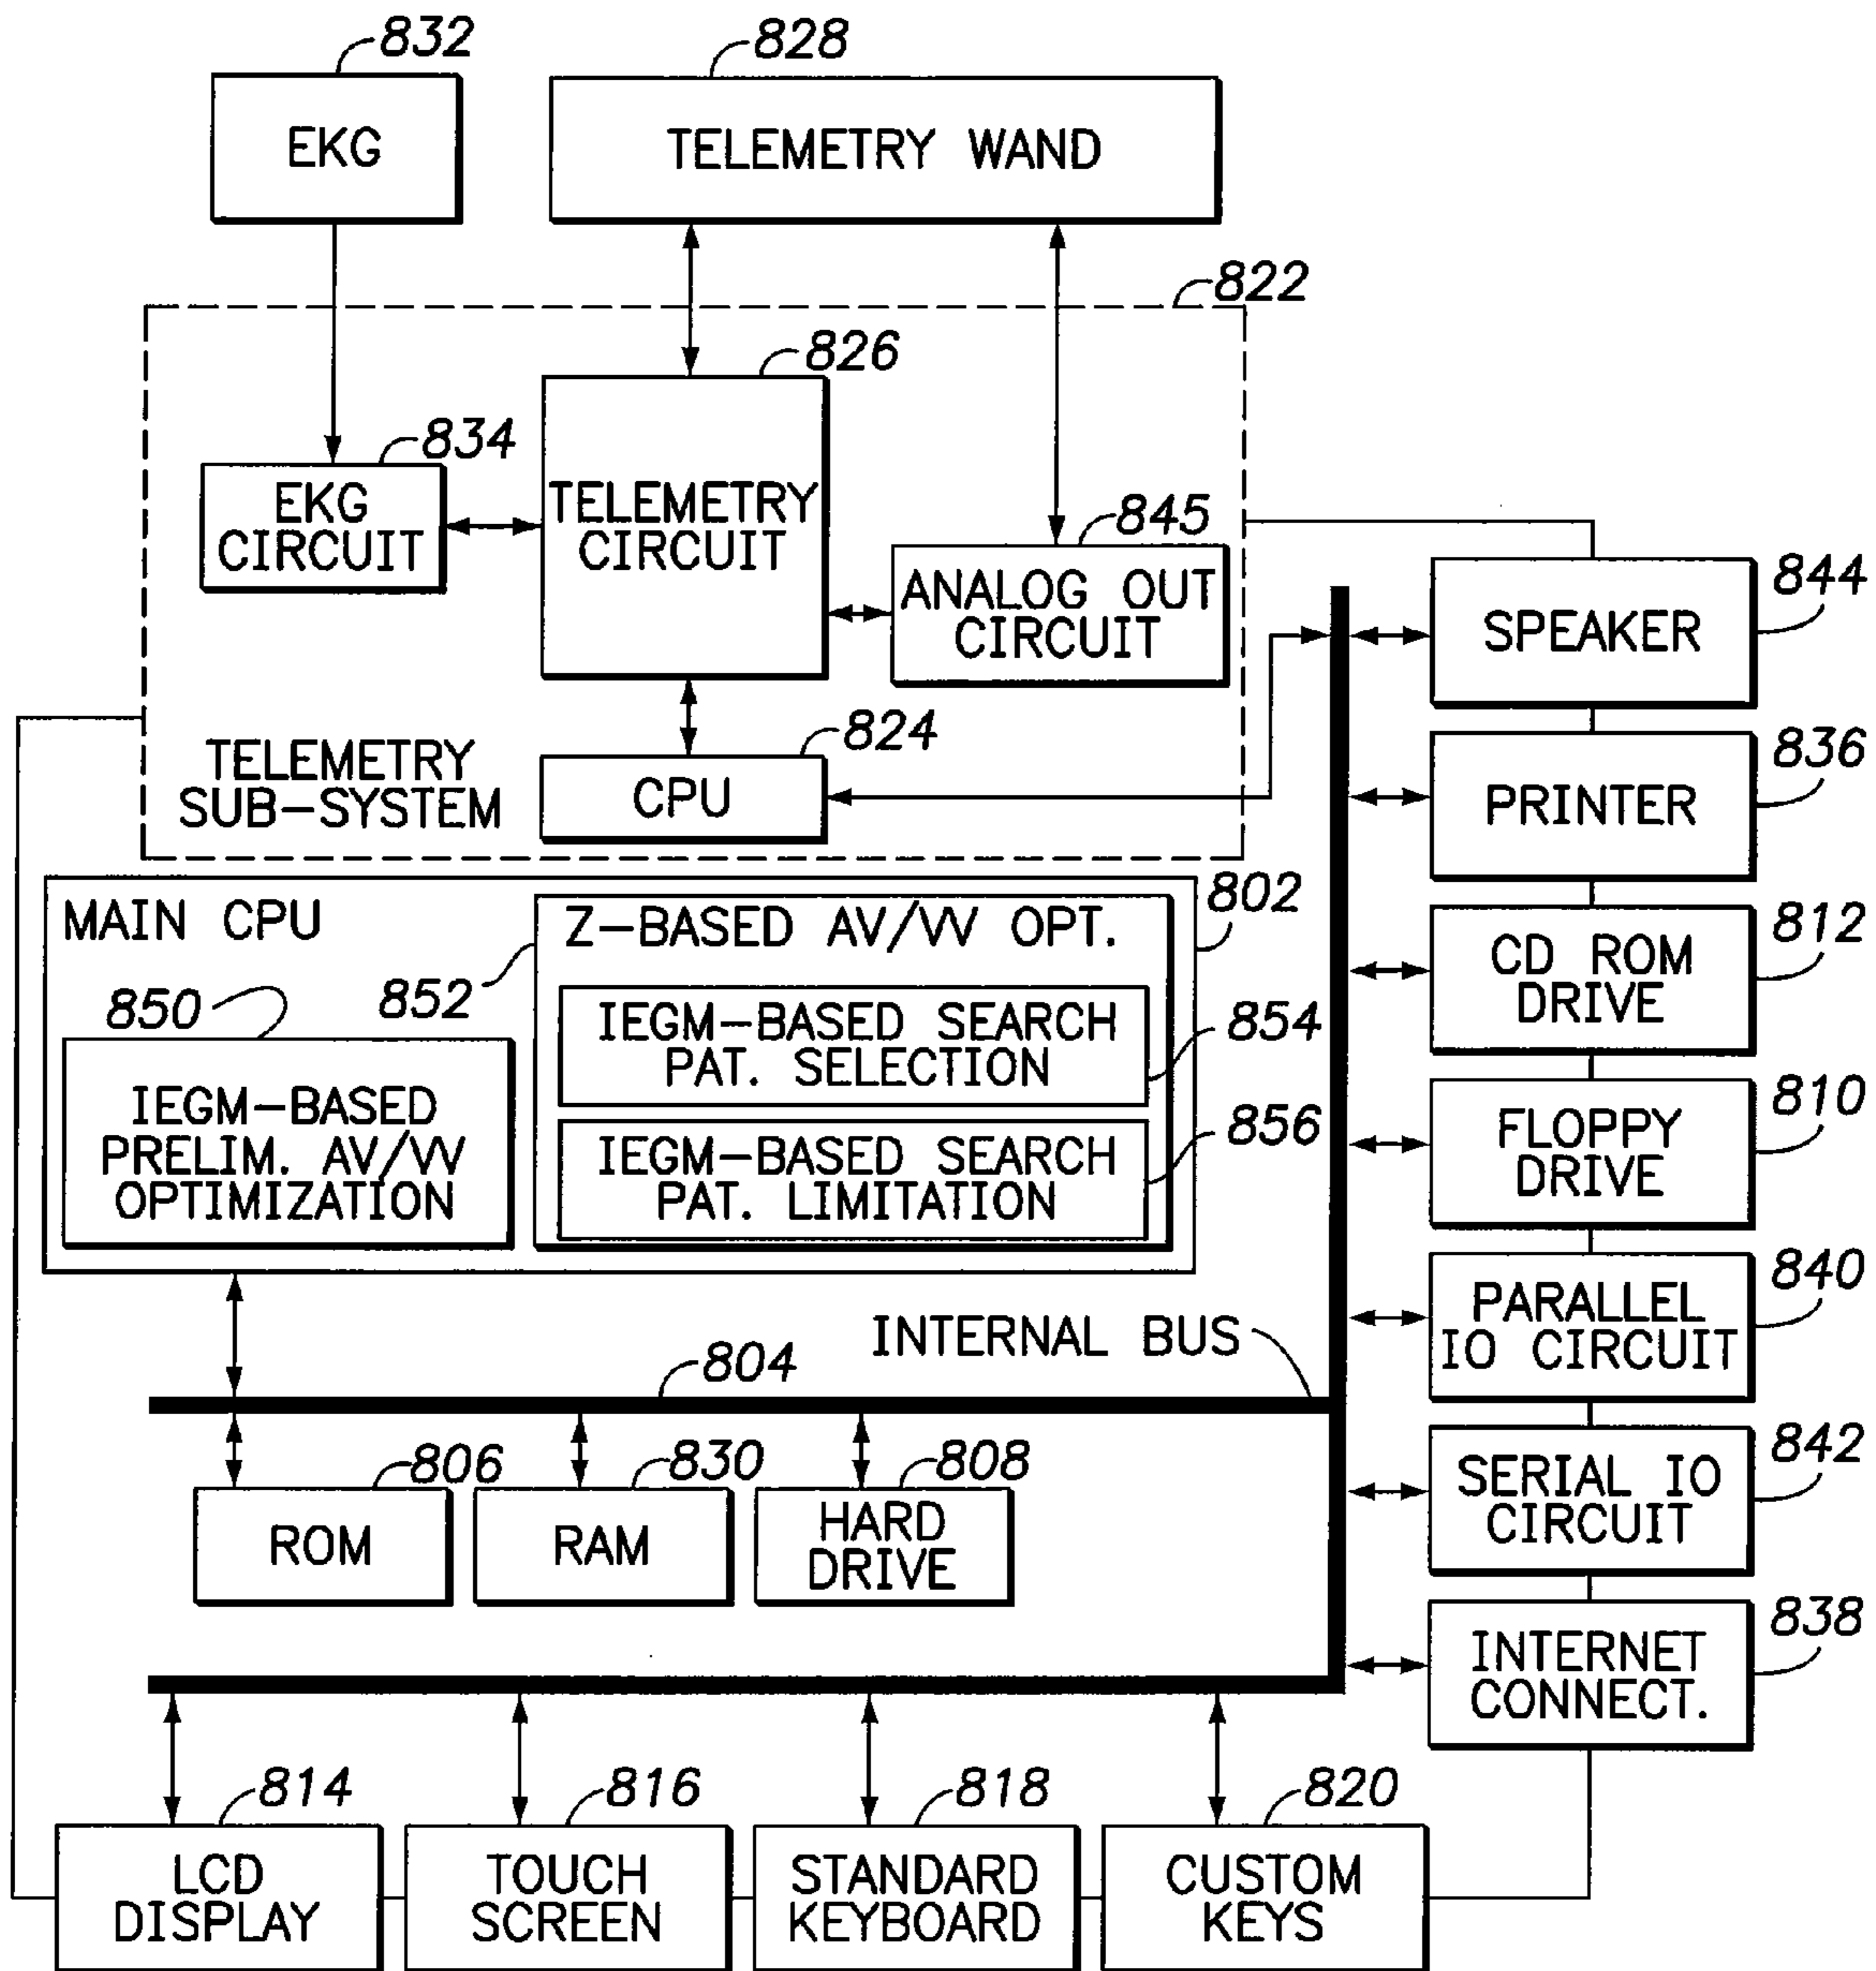 832
828
EKG
TELEMETRY WAND
822
826
834
EKG
CIRCUIT
TELEMETRY
CIRCUIT
845
ANALOG OUT
CIRCUIT
844
SPEAKER
824
TELEMETRY
SUB-SYSTEM
CPU
836
PRINTER
802
MAIN CPU
Z-BASED AV/VV OPT.
852
850
IEGM-BASED SEARCH
PAT. SELECTION
854
IEGM-BASED
PRELIM. AV/VV
OPTIMIZATION
IEGM-BASED SEARCH
PAT. LIMITATION
856
812
CD ROM
DRIVE
810
FLOPPY
DRIVE
840
PARALLEL
IO CIRCUIT
INTERNAL BUS
804
806
ROM
830
RAM
808
HARD
DRIVE
842
SERIAL IO
CIRCUIT
838
INTERNET
CONNECT.
814
LCD
DISPLAY
816
TOUCH
SCREEN
818
STANDARD
KEYBOARD
820
CUSTOM
KEYS